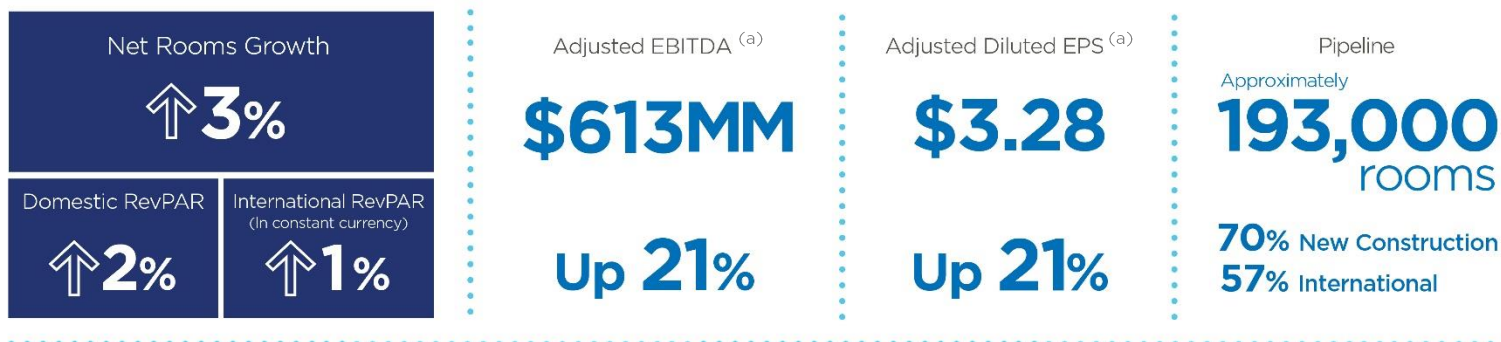 Net Rooms Growth
3%
Domestic RevPAR
2%
International RevPAR
(In constant currency)
1%
Adjusted EBITDA (a)
$613MM
Up 21%
Adjusted Diluted EPS (a)
$3.28
Up 21%
Pipeline
Approximately
193,000
rooms
70% New Construction
57% International